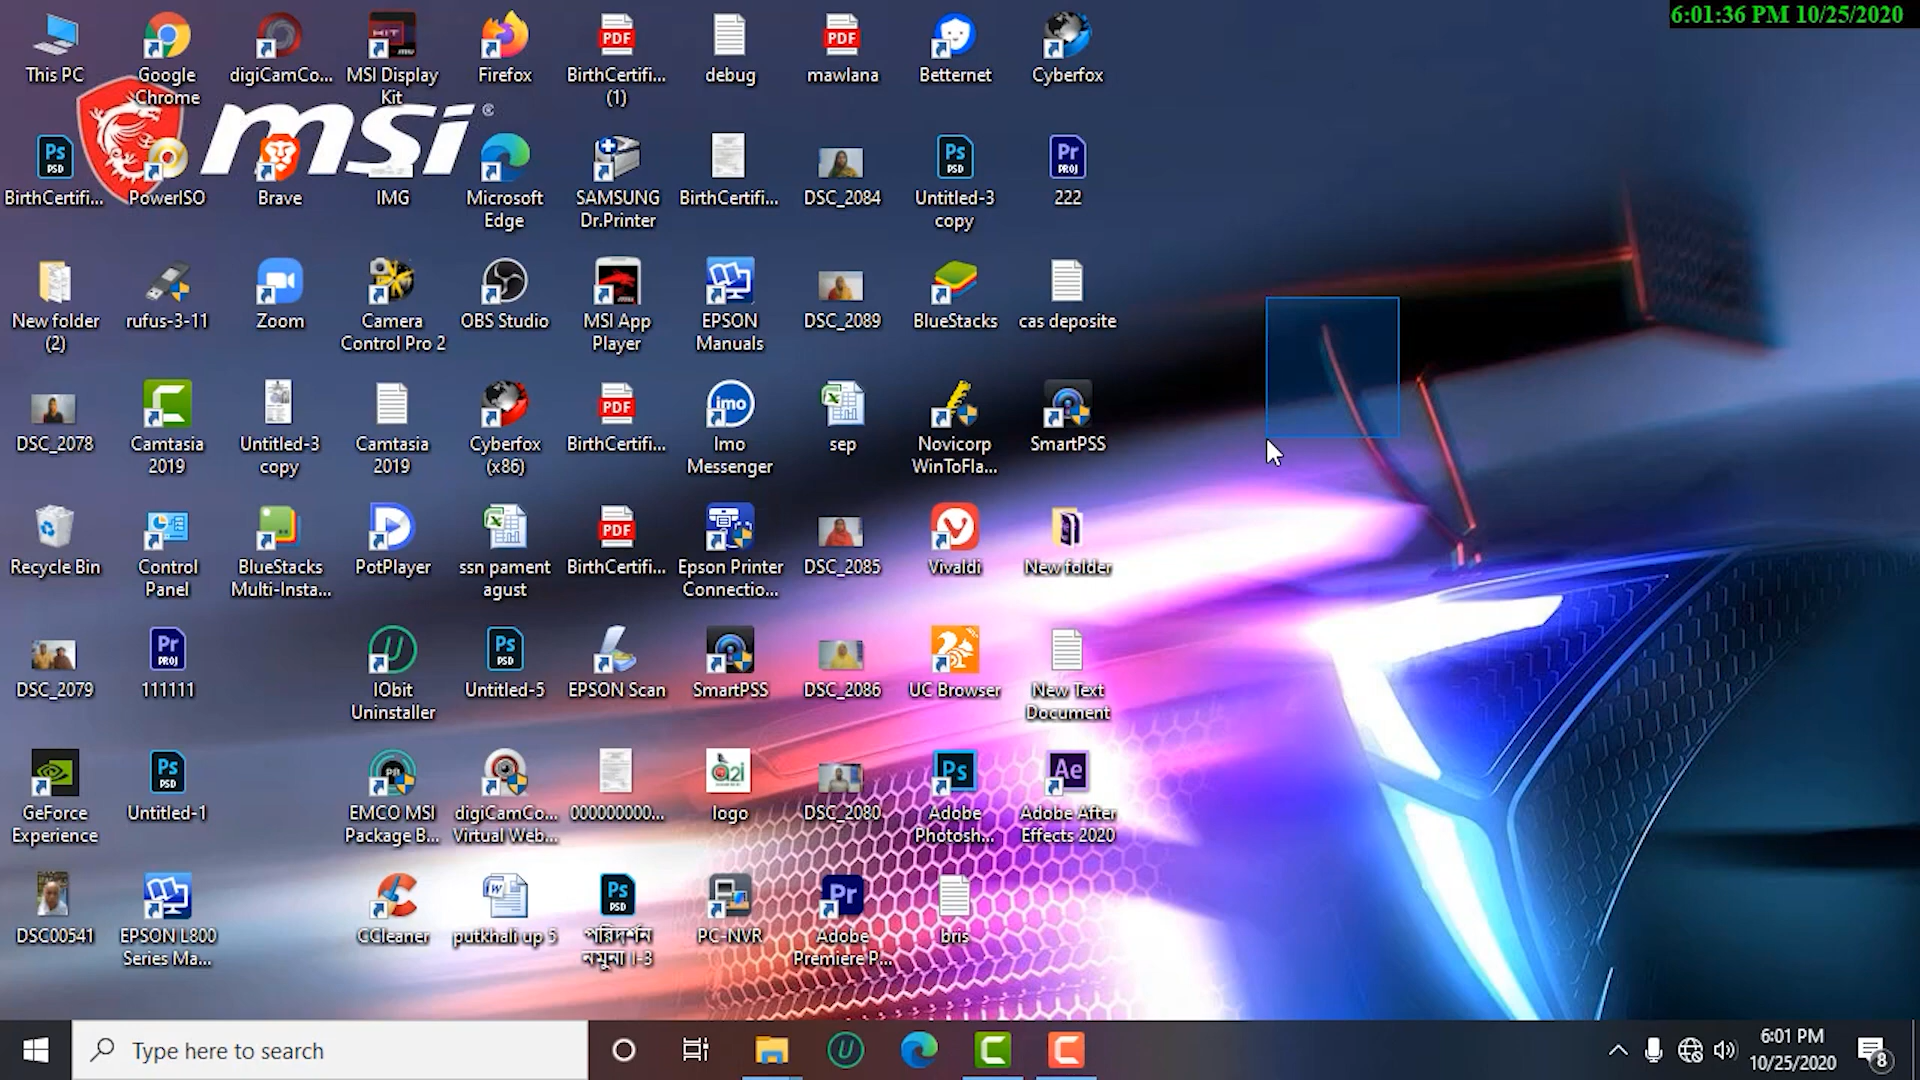 6:01:36 PM 10/25/2020
This PC
Google Chrome
digiCamCo...
MSI Display Kit
Firefox
BirthCertifi... (1)
debug
mawlana
Betternet
Cyberfox
msi
BirthCertifi...
PowerISO
Brave
IMG
Microsoft Edge
SAMSUNG Dr.Printer
BirthCertifi...
DSC_2084
Untitled-3 copy
222
New folder (2)
rufus-3-11
Zoom
Camera Control Pro 2
OBS Studio
MSI App Player
EPSON Manuals
DSC_2089
BlueStacks
cas deposite
DSC_2078
Camtasia 2019
Untitled-3 copy
Camtasia 2019
Cyberfox (x86)
BirthCertifi...
Imo Messenger
sep
Novicorp WinToFla...
SmartPSS
Recycle Bin
Control Panel
BlueStacks Multi-Insta...
PotPlayer
ssn pament agust
BirthCertifi...
Epson Printer Connectio...
DSC_2085
Vivaldi
New folder
DSC_2079
111111
IObit Uninstaller
Untitled-5
EPSON Scan
SmartPSS
DSC_2086
UC Browser
New Text Document
GeForce Experience
Untitled-1
EMCO MSI Package B...
digiCamCo... Virtual Web...
000000000...
logo
DSC_2080
Adobe Photosh...
Adobe After Effects 2020
DSC00541
EPSON L800 Series Ma...
CCleaner
putkhali up 5
পরিদর্শন নমুনা ।-3
PC-NVR
Adobe Premiere P...
bris
Type here to search
6:01 PM
10/25/2020
8